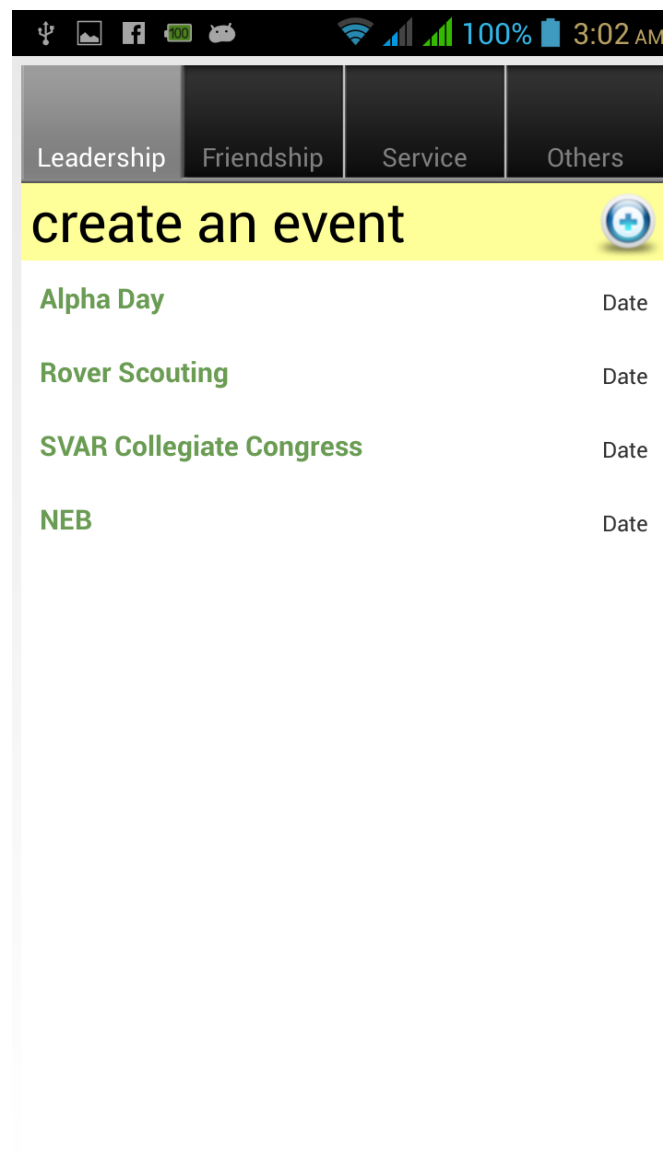 100 100% 3:02 AM
Leadership Friendship Service Others
create an event
Alpha Day Date
Rover Scouting Date
SVAR Collegiate Congress Date
NEB Date